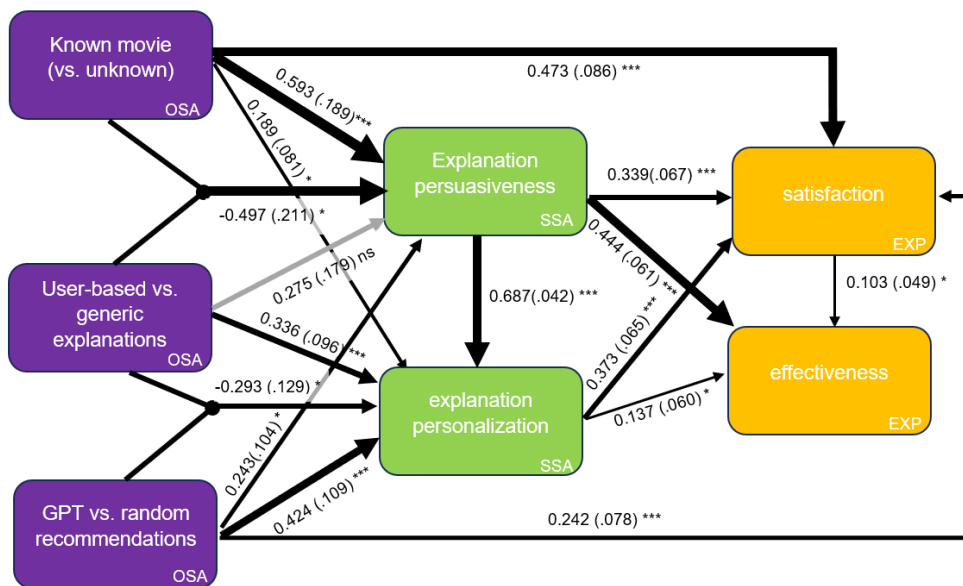 Known movie
(vs. unknown)
OSA
0.473 (.086) ***
0.593 (.189)***
0.189 (.081) *
Explanation
persuasiveness
SSA
0.339(.067) ***
satisfaction
EXP
-0.497 (.211) *
0.444 (.061) ***
0.275 (.179) ns
User-based vs.
generic
explanations
OSA
0.687(.042) ***
0.103 (.049) *
0.336 (.096) ***
0.373 (.065) ***
effectiveness
EXP
-0.293 (.129) *
explanation
personalization
SSA
0.137 (.060) *
0.243(.104) *
0.424 (.109) ***
GPT vs. random
recommendations
OSA
0.242 (.078) ***